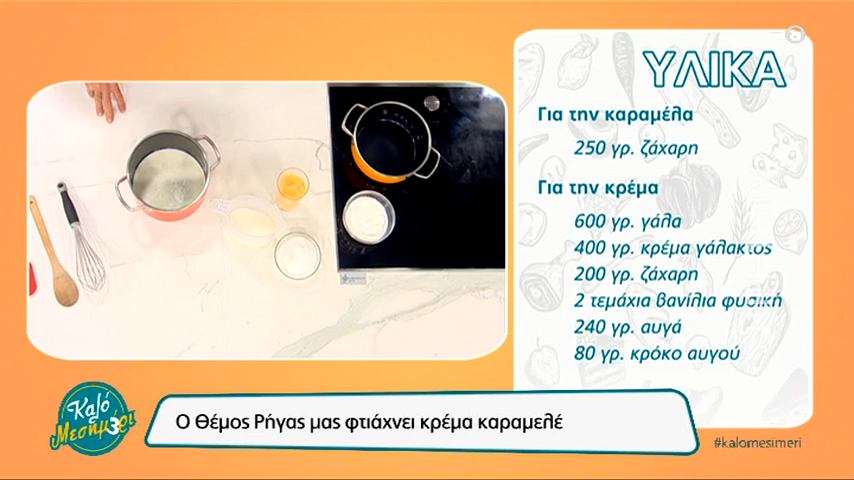 ΥΛΙΚΑ
Για την καραμέλα
250 γρ. ζάχαρη
Για την κρέμα
600 γρ. γάλα
400 γρ. κρέμα γάλακτος
200 γρ. ζάχαρη
2 τεμάχια βανίλια φυσική
240 γρ. αυγά
80 γρ. κρόκο αυγού
Καλό
Μεσημ3ρι
Ο Θέμος Ρήγας μας φτιάχνει κρέμα καραμελέ
#kalomesimeri